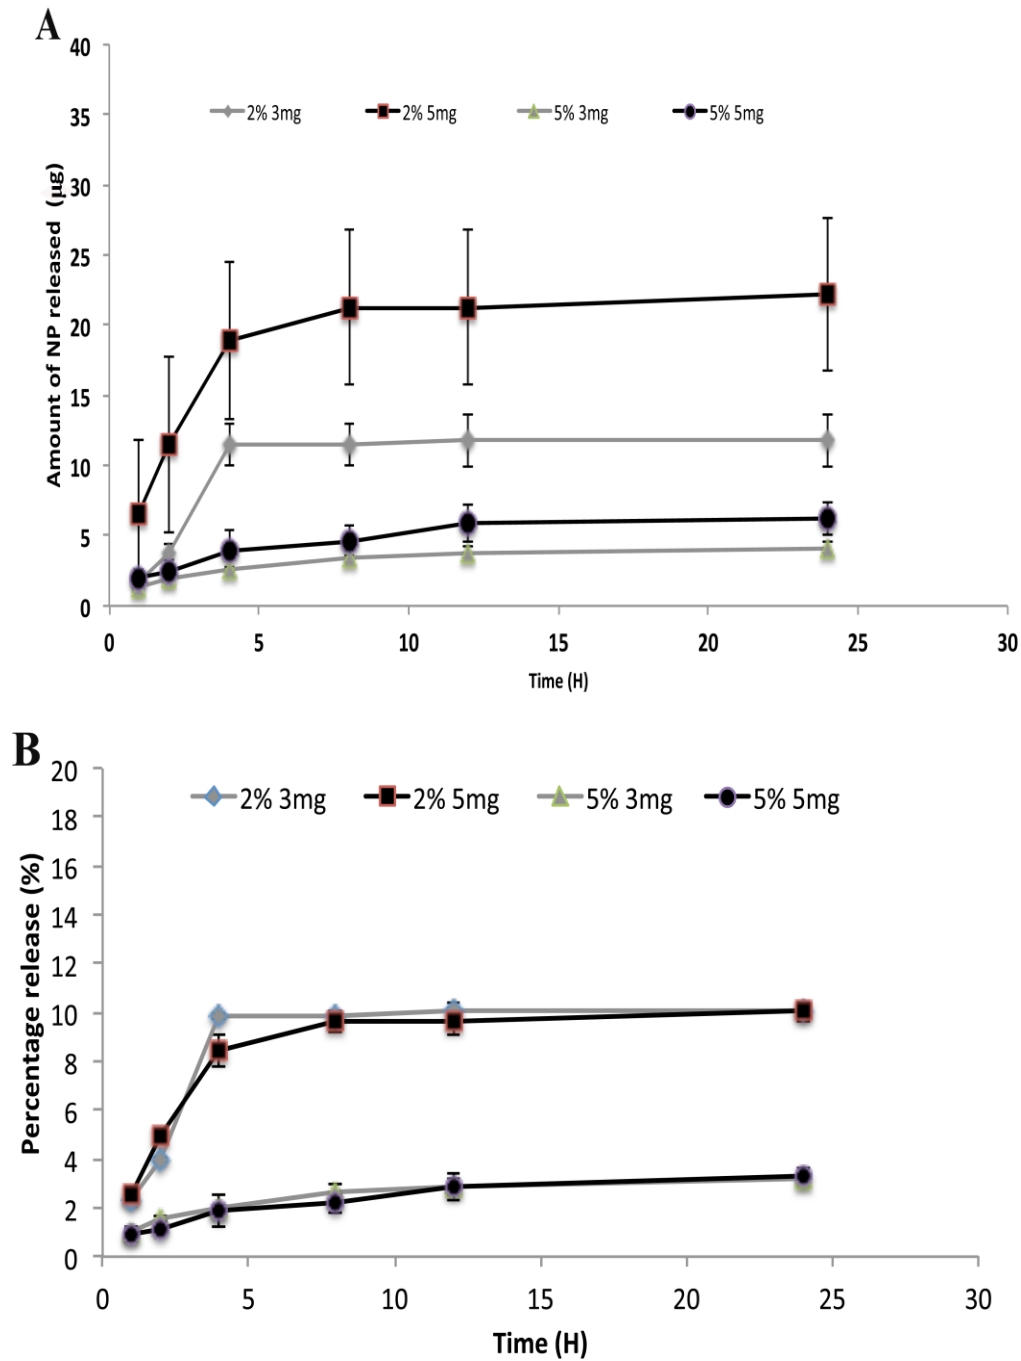 A
40
2% 3mg 2% 5mg 5% 3mg 5% 5mg
35
30
25
20
15
10
5
0
Amount of NP released (µg)
0 5 10 15 20 25 30
Time (H)
B
20
2% 3mg 2% 5mg 5% 3mg 5% 5mg
18
16
14
12
10
8
6
4
2
0
Percentage release (%)
0 5 10 15 20 25 30
Time (H)